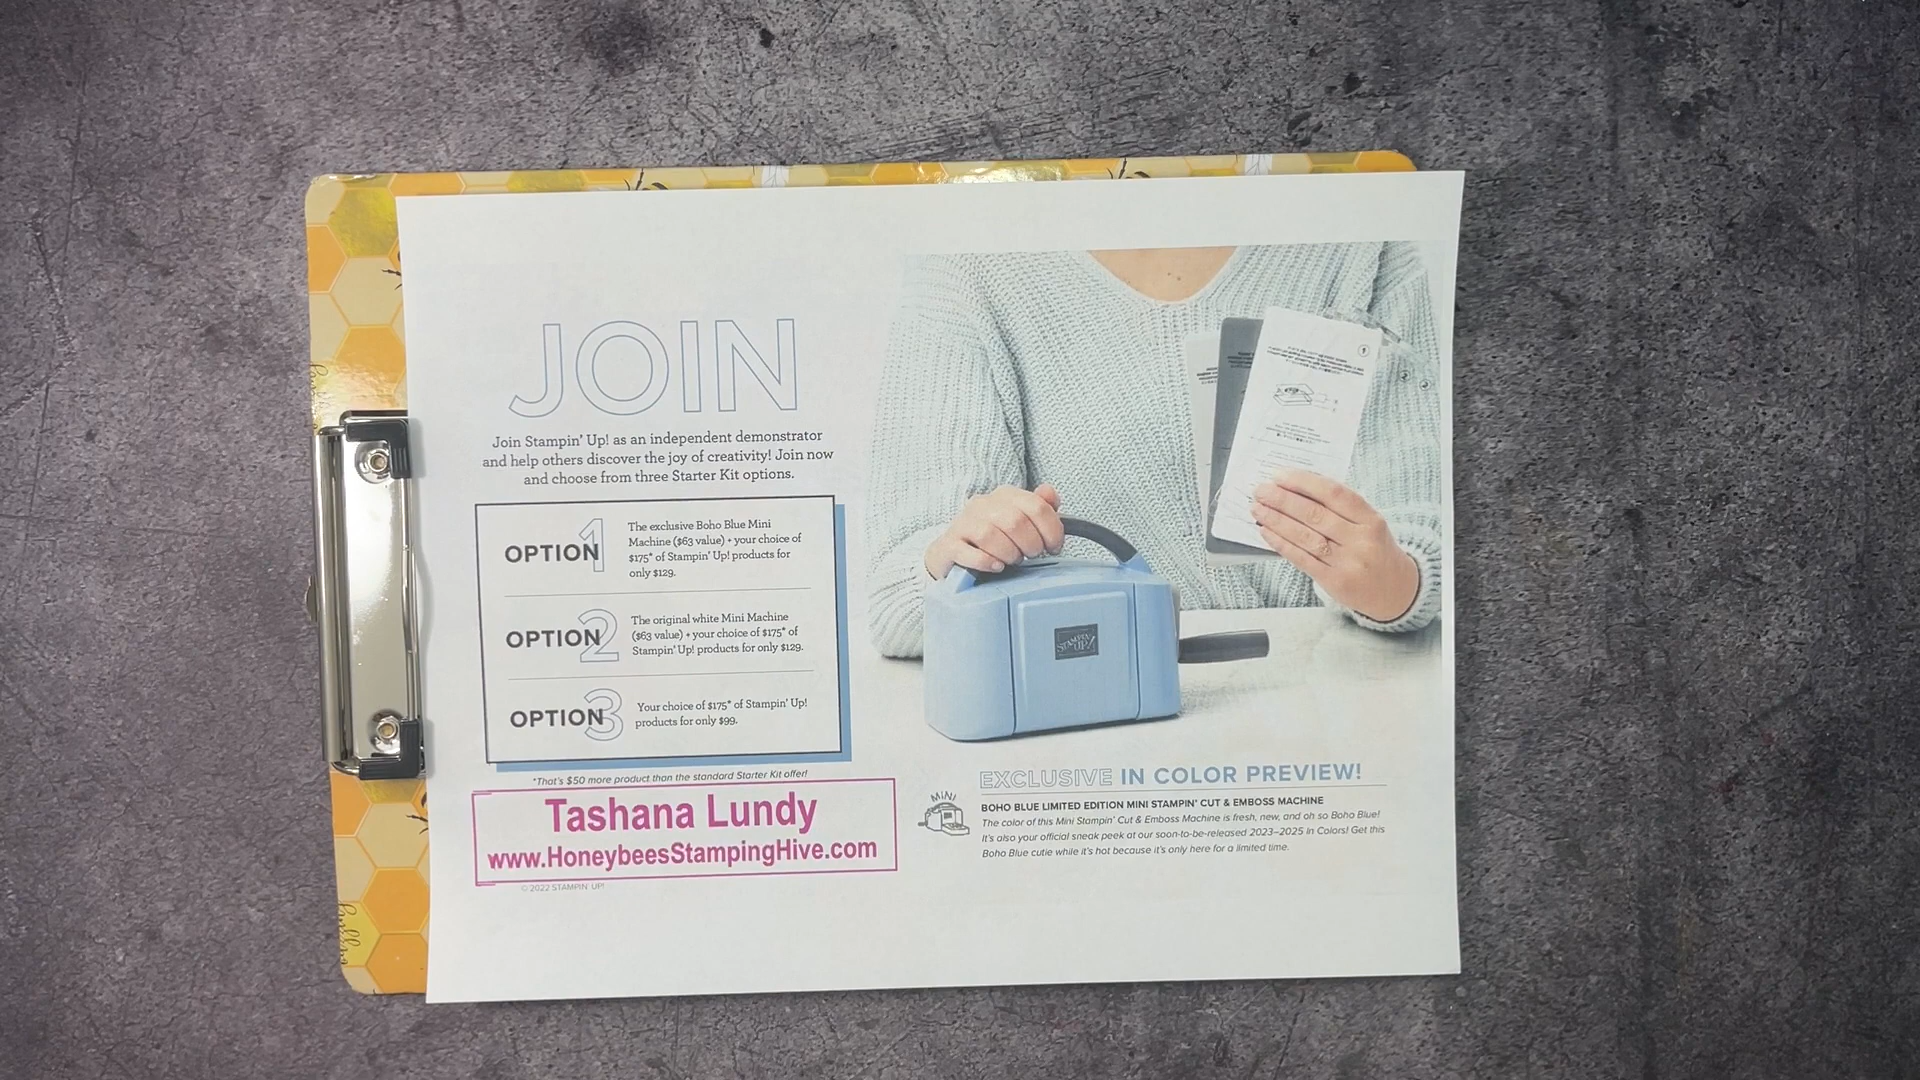 JOIN
Join Stampin' Up! as an independent demonstrator
and help others discover the joy of creativity! Join now
and choose from three Starter Kit options.
OPTION 1
The exclusive Boho Blue Mini
Machine ($63 value) + your choice of
$175* of Stampin' Up! products for
only $129.
OPTION 2
The original white Mini Machine
($63 value) + your choice of $175* of
Stampin' Up! products for only $129.
OPTION 3
Your choice of $175* of Stampin' Up!
products for only $99.
*That's $50 more product than the standard Starter Kit offer!
Tashana Lundy
www.HoneybeesStampingHive.com
© 2022 STAMPIN' UP!
STAMPIN'
UP!
EXCLUSIVE IN COLOR PREVIEW!
MINI
BOHO BLUE LIMITED EDITION MINI STAMPIN' CUT & EMBOSS MACHINE
The color of this Mini Stampin' Cut & Emboss Machine is fresh, new, and oh so Boho Blue!
It's also your official sneak peek at our soon-to-be-released 2023–2025 In Colors! Get this
Boho Blue cutie while it's hot because it's only here for a limited time.